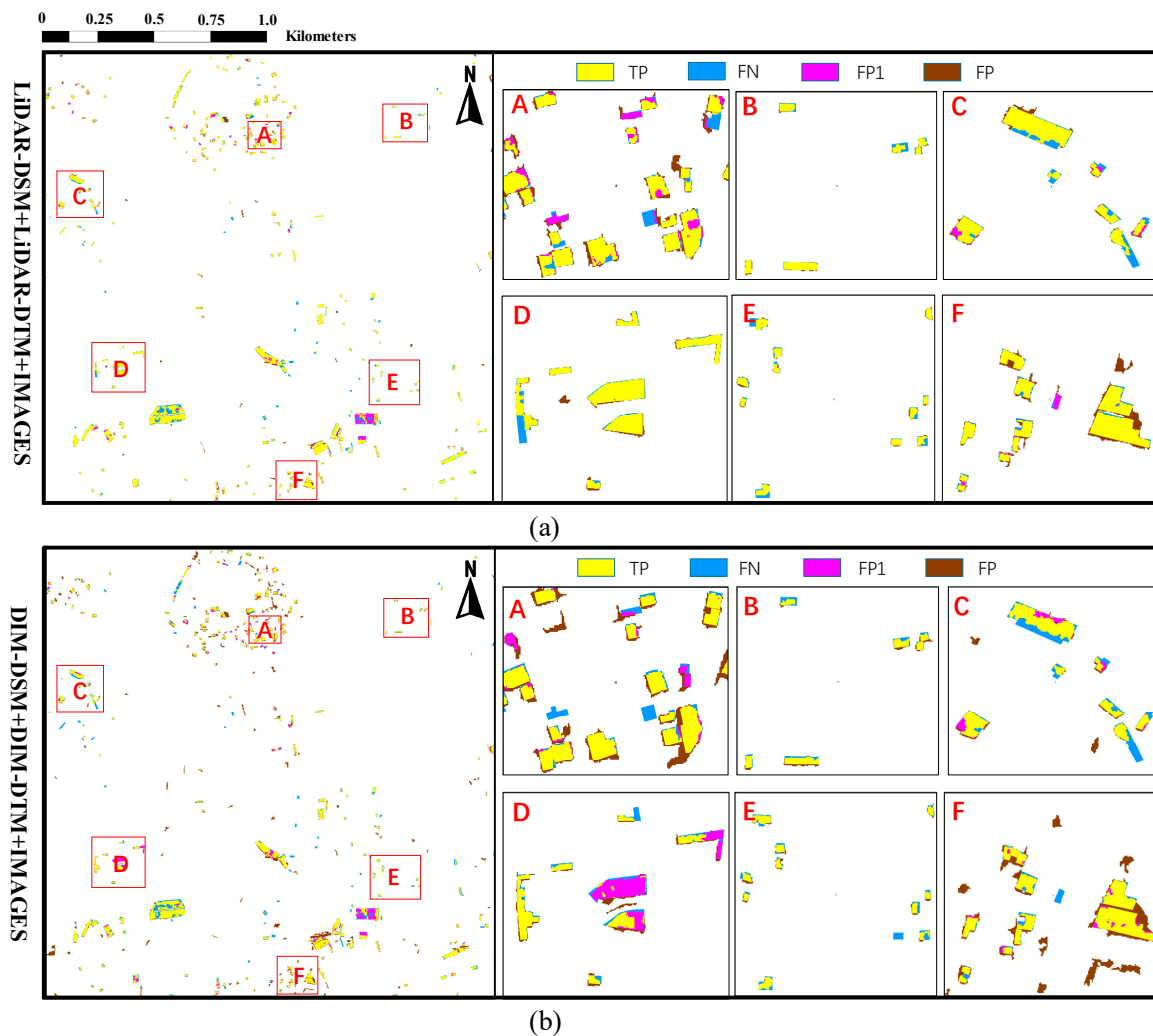 0 0.25 0.5 0.75 1.0
Kilometers
LiDAR-DSM+LiDAR-DTM+IMAGES
N
A
B
C
D
E
F
TP FN FP1 FP
A
B
C
D
E
F
(a)
DIM-DSM+DIM-DTM+IMAGES
N
A
B
C
D
E
F
TP FN FP1 FP
A
B
C
D
E
F
(b)